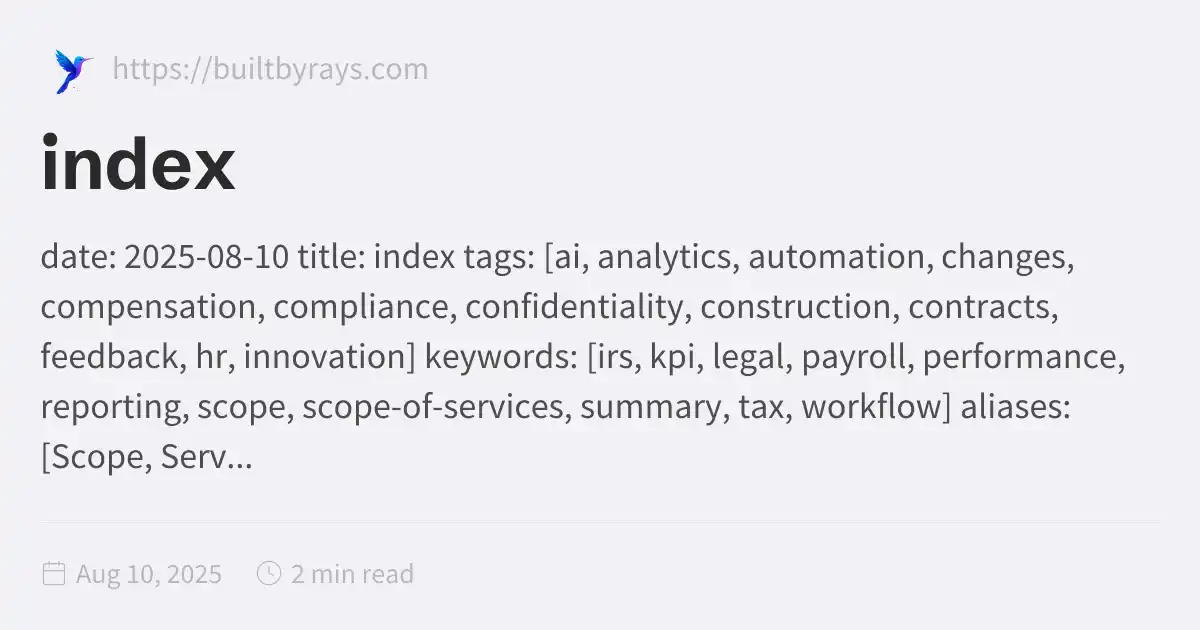 https://builtbyrays.com
index
date: 2025-08-10 title: index tags: [ai, analytics, automation, changes,
compensation, compliance, confidentiality, construction, contracts,
feedback, hr, innovation] keywords: [irs, kpi, legal, payroll, performance,
reporting, scope, scope-of-services, summary, tax, workflow] aliases:
[Scope, Serv...
Aug 10, 2025 2 min read